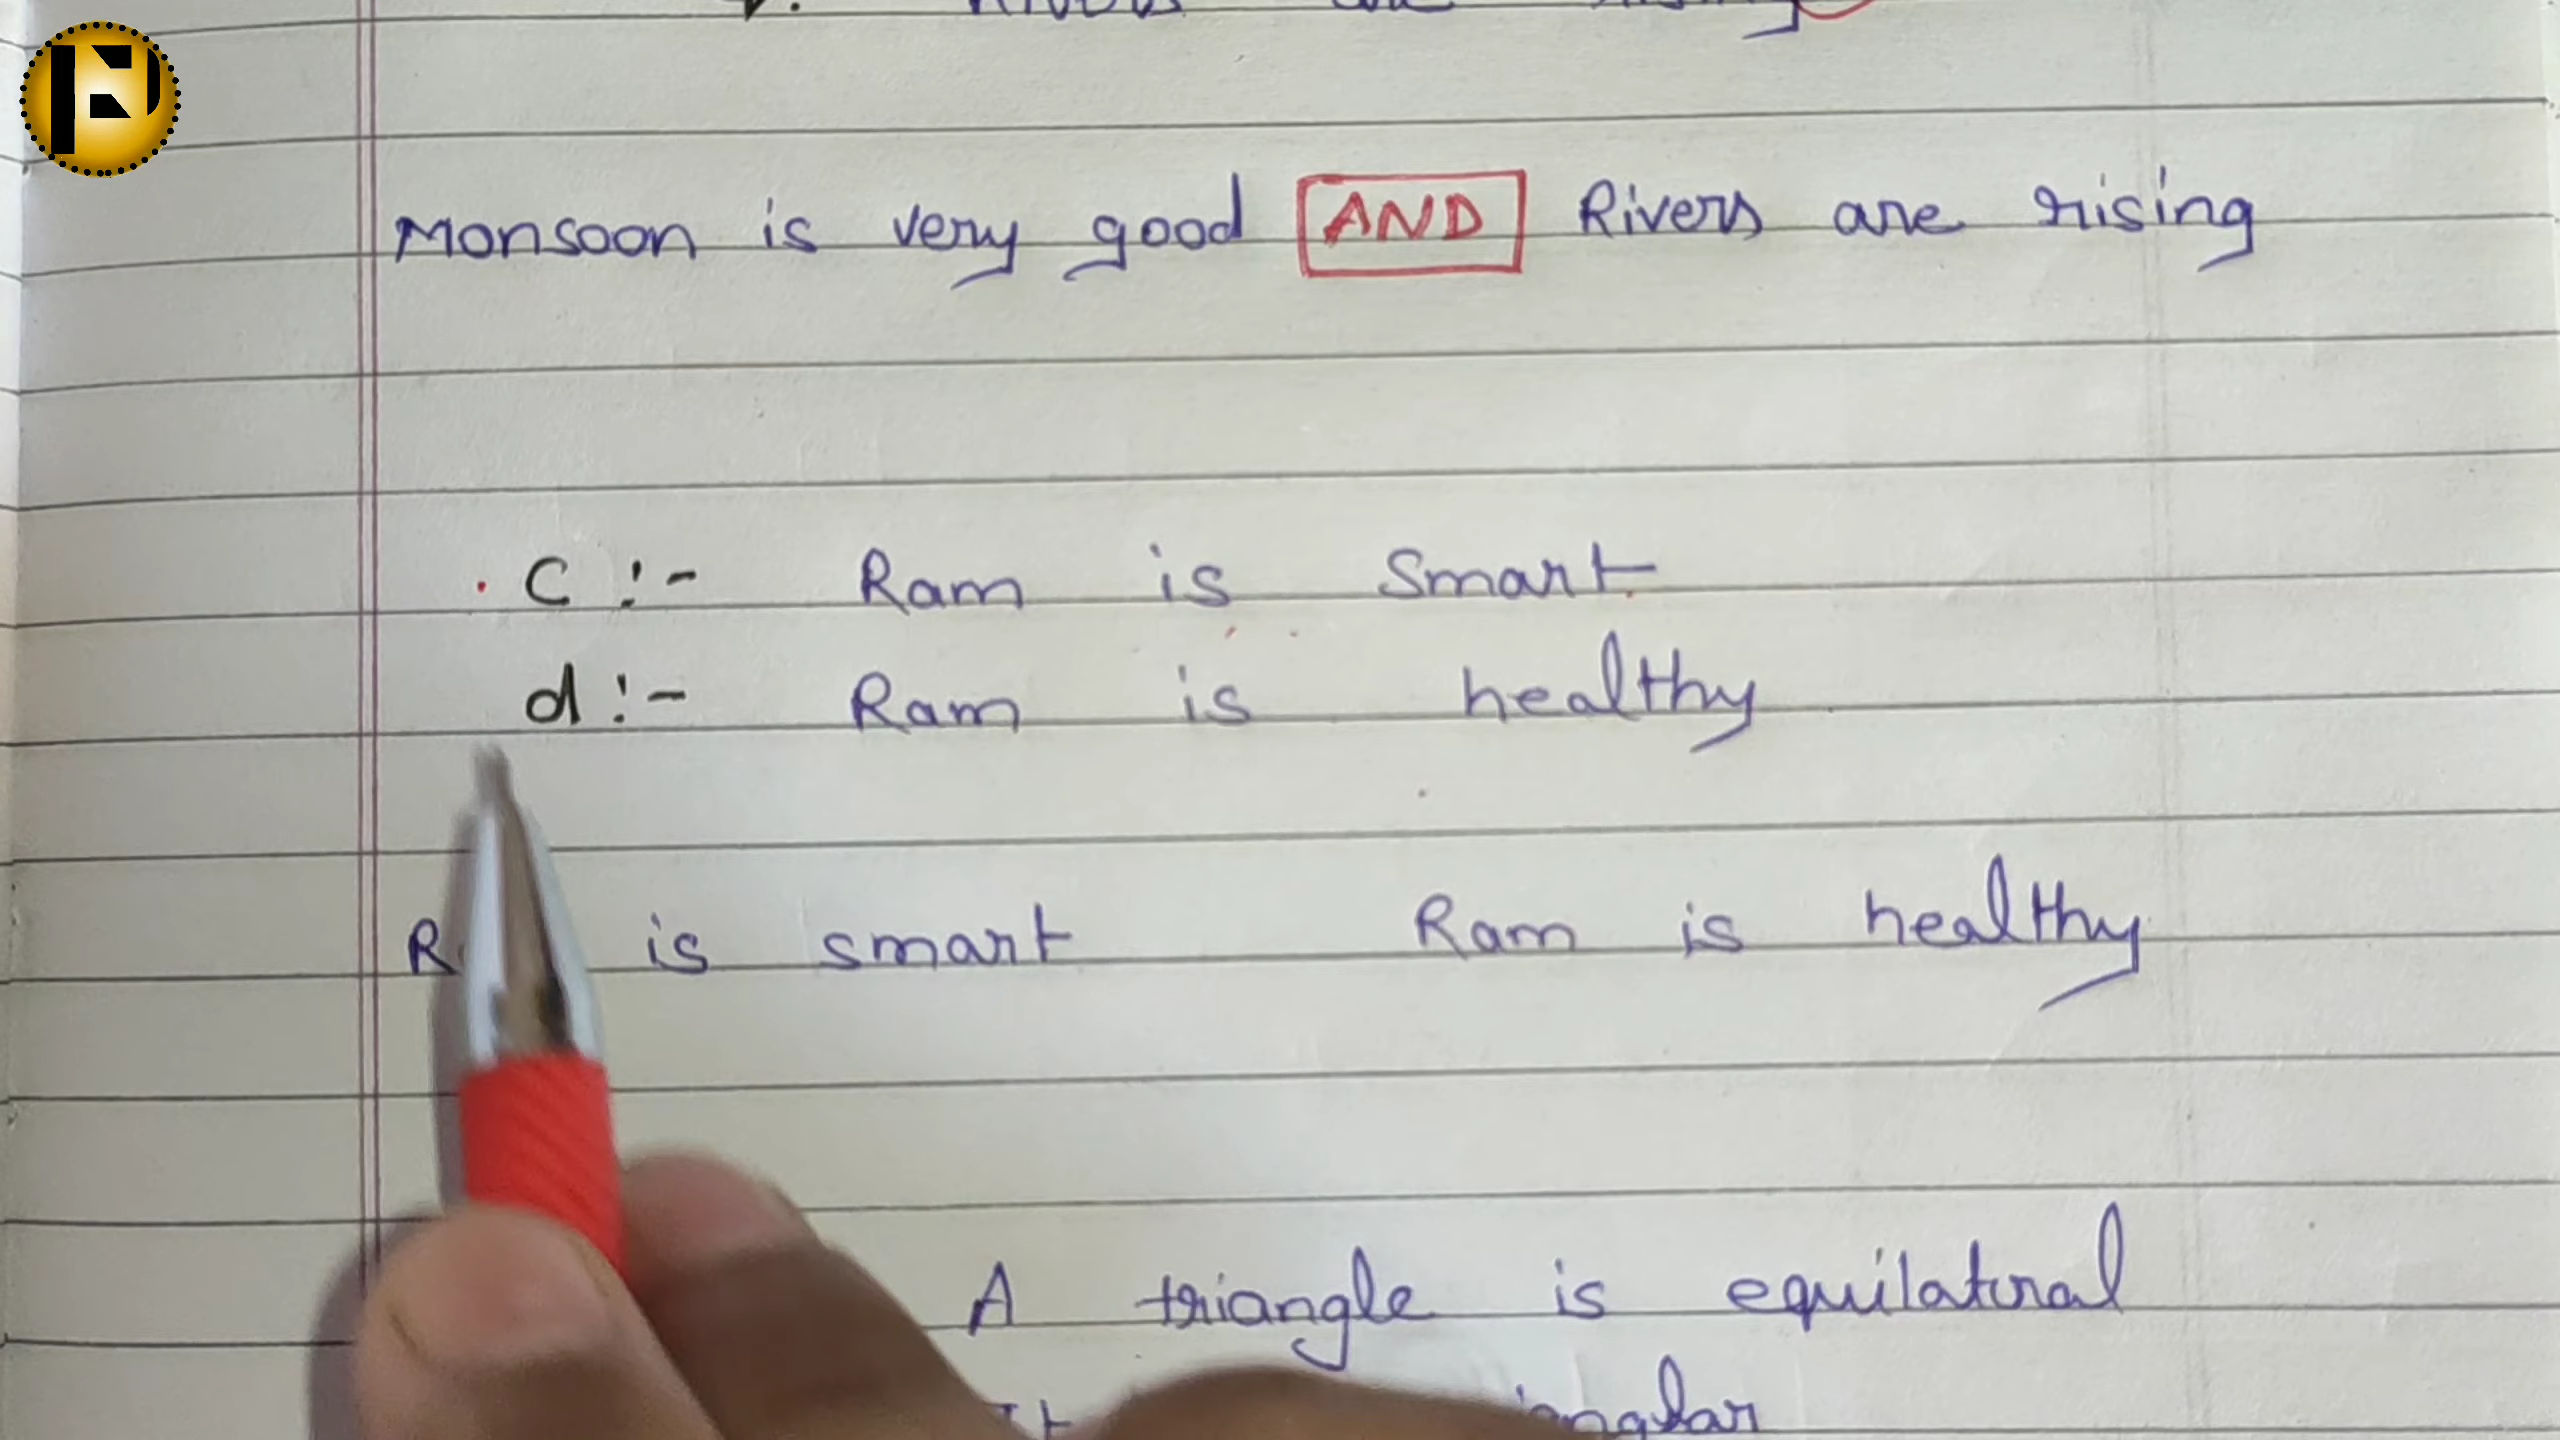 Monsoon is very good AND Rivers are rising
c :- Ram is Smart
d :- Ram is healthy
is smart Ram is healthy
A triangle is equilateral